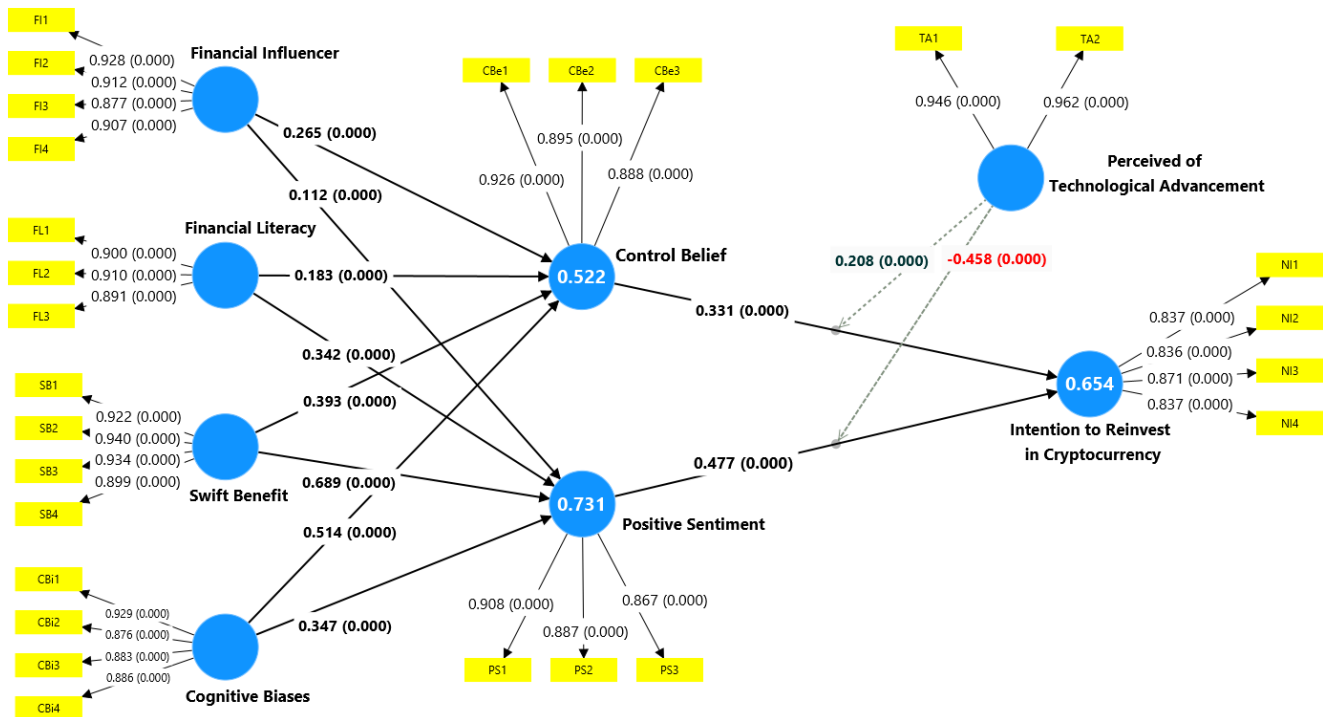 FI1
FI2
FI3
FI4
0.928 (0.000)
0.912 (0.000)
0.877 (0.000)
0.907 (0.000)
Financial Influencer
FL1
FL2
FL3
0.900 (0.000)
0.910 (0.000)
0.891 (0.000)
Financial Literacy
SB1
SB2
SB3
SB4
0.922 (0.000)
0.940 (0.000)
0.934 (0.000)
0.899 (0.000)
Swift Benefit
CBi1
CBi2
CBi3
CBi4
0.929 (0.000)
0.876 (0.000)
0.883 (0.000)
0.886 (0.000)
Cognitive Biases
0.265 (0.000)
0.112 (0.000)
0.183 (0.000)
0.342 (0.000)
0.393 (0.000)
0.689 (0.000)
0.514 (0.000)
0.347 (0.000)
CBe1
CBe2
CBe3
0.926 (0.000)
0.895 (0.000)
0.888 (0.000)
Control Belief
0.522
0.731
Positive Sentiment
0.908 (0.000)
0.887 (0.000)
0.867 (0.000)
PS1
PS2
PS3
TA1
TA2
0.946 (0.000)
0.962 (0.000)
Perceived of
Technological Advancement
0.208 (0.000)
-0.458 (0.000)
0.331 (0.000)
0.477 (0.000)
0.654
Intention to Reinvest
in Cryptocurrency
0.837 (0.000)
0.836 (0.000)
0.871 (0.000)
0.837 (0.000)
NI1
NI2
NI3
NI4